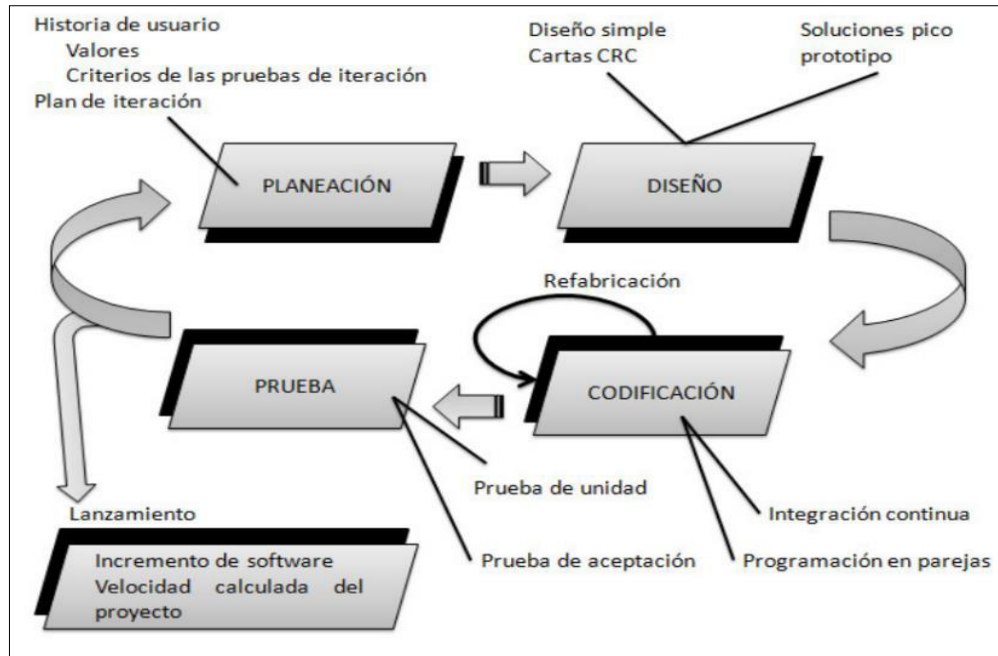 Historia de usuario
Valores
Criterios de las pruebas de iteración
Plan de iteración
Diseño simple
Cartas CRC
Soluciones pico
prototipo
PLANEACIÓN
DISEÑO
Refabricación
PRUEBA
CODIFICACIÓN
Prueba de unidad
Prueba de aceptación
Integración continua
Programación en parejas
Lanzamiento
Incremento de software
Velocidad calculada del
proyecto